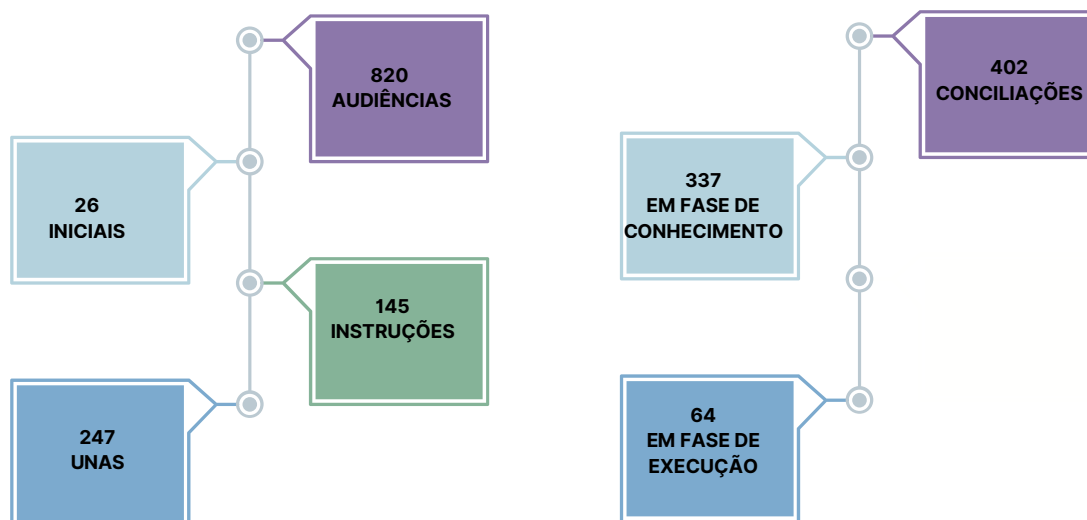 820
AUDIÊNCIAS
26
INICIAIS
145
INSTRUÇÕES
247
UNAS
402
CONCILIAÇÕES
337
EM FASE DE
CONHECIMENTO
64
EM FASE DE
EXECUÇÃO